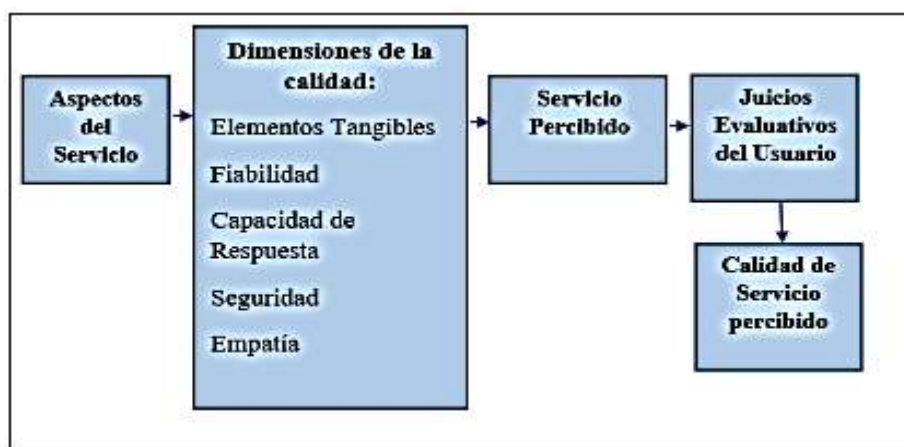 Aspectos
del
Servicio
Dimensiones de la
calidad:
Elementos Tangibles
Fiabilidad
Capacidad de
Respuesta
Seguridad
Empatía
Servicio
Percibido
Juicios
Evaluativos
del Usuario
Calidad de
Servicio
percibido